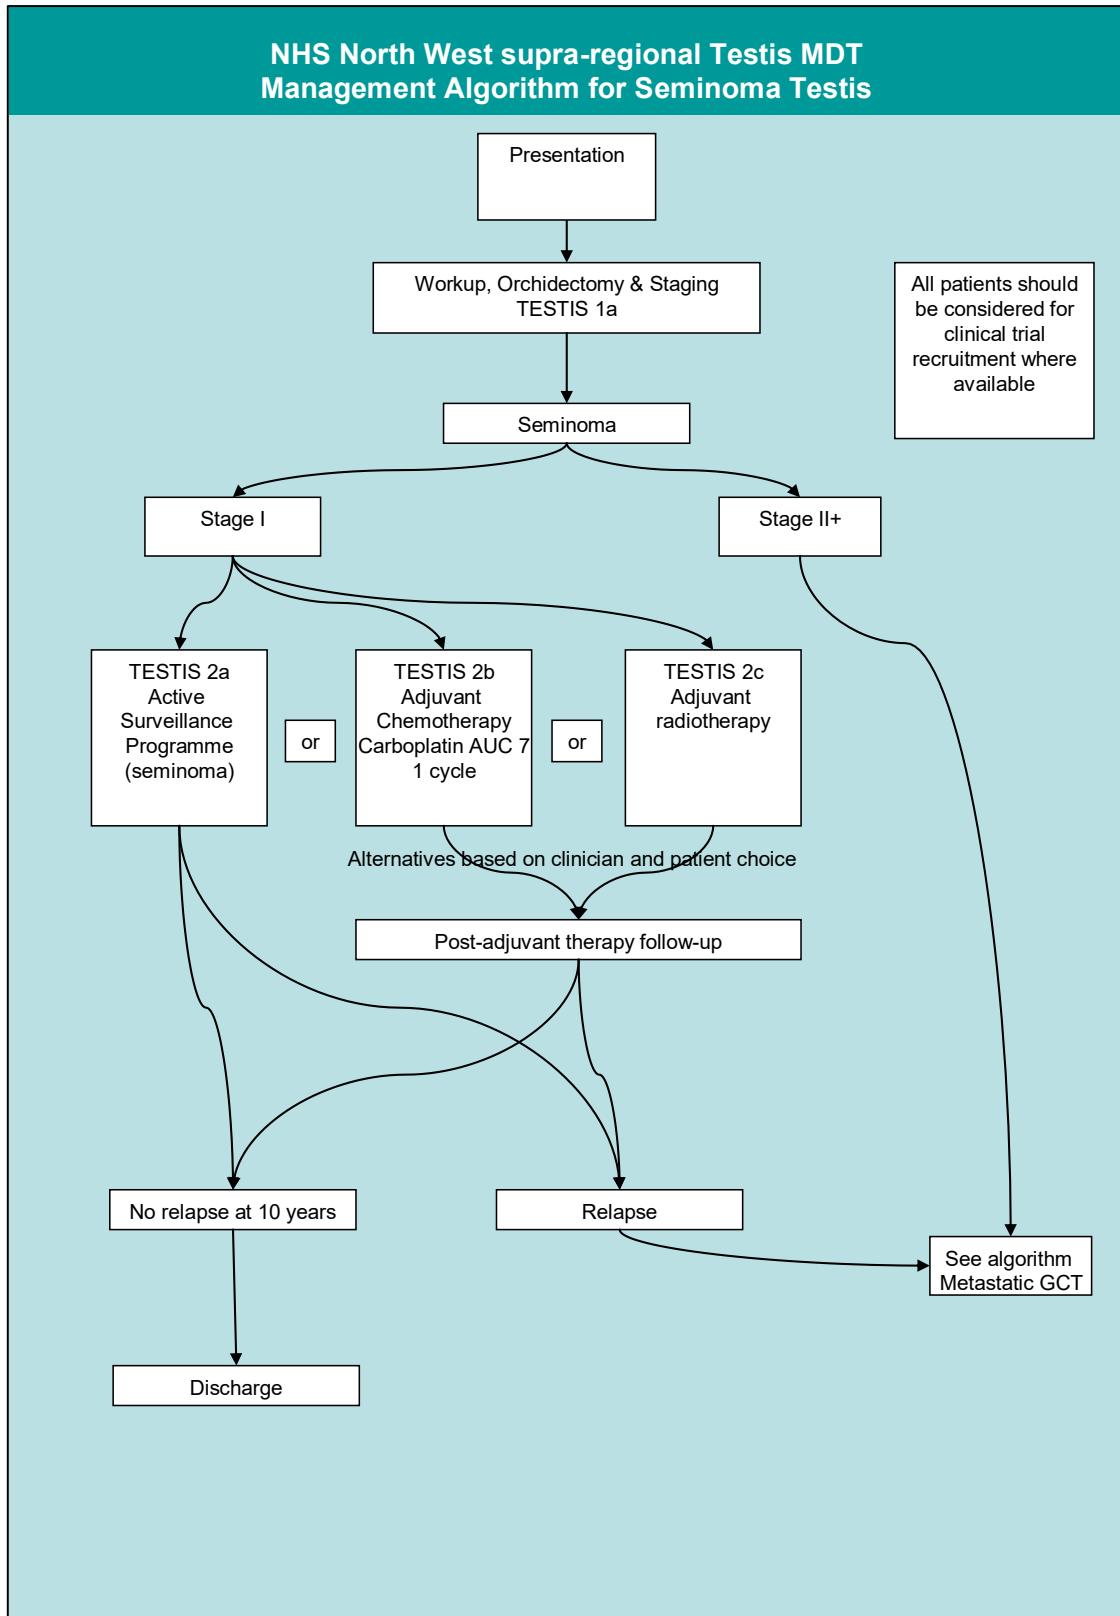 NHS North West supra-regional Testis MDT
Management Algorithm for Seminoma Testis
Presentation
Workup, Orchidectomy & Staging
TESTIS 1a
All patients should
be considered for
clinical trial
recruitment where
available
Seminoma
Stage I
Stage II+
TESTIS 2a
Active
Surveillance
Programme
(seminoma)
or
TESTIS 2b
Adjuvant
Chemotherapy
Carboplatin AUC 7
1 cycle
or
TESTIS 2c
Adjuvant
radiotherapy
Alternatives based on clinician and patient choice
Post-adjuvant therapy follow-up
No relapse at 10 years
Relapse
See algorithm
Metastatic GCT
Discharge